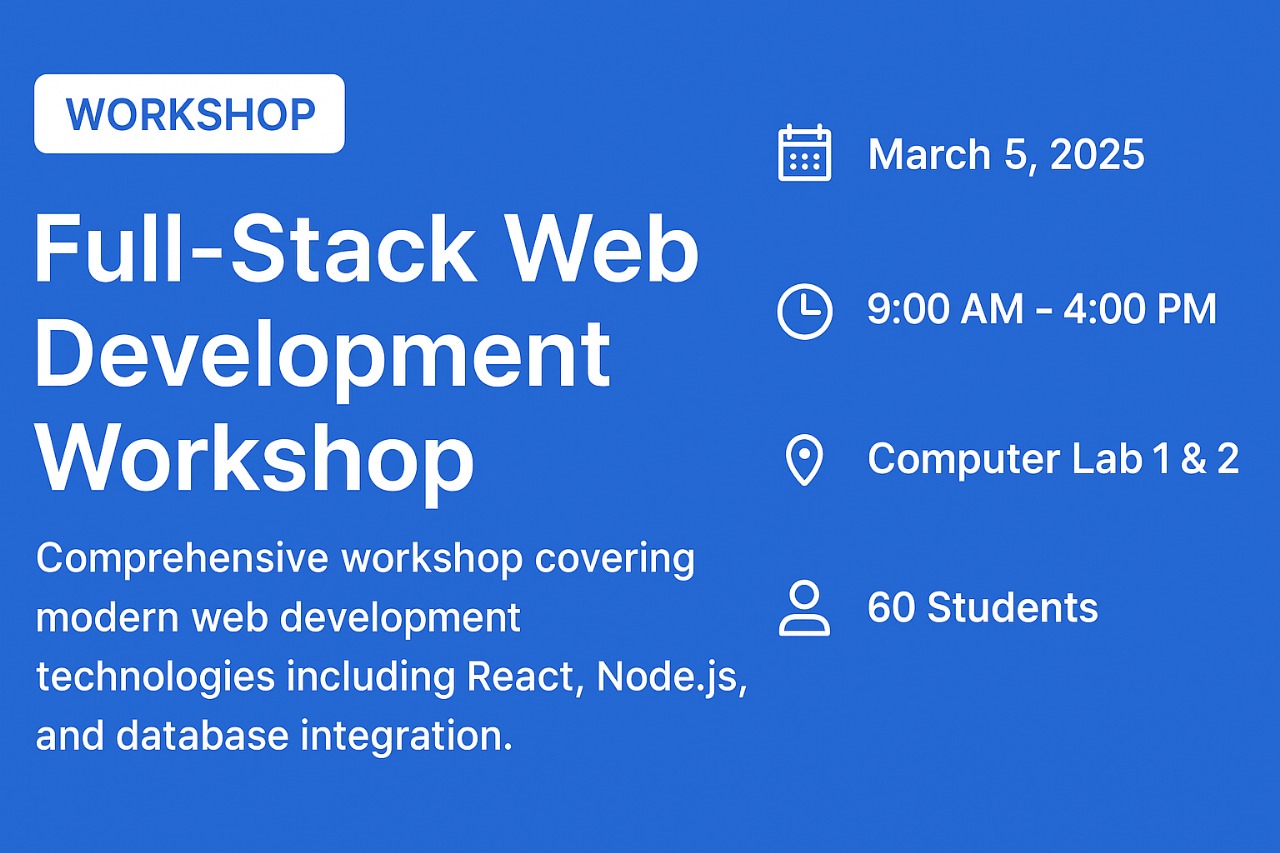 WORKSHOP
Full-Stack Web
Development
Workshop
Comprehensive workshop covering
modern web development
technologies including React, Node.js,
and database integration.
March 5, 2025
9:00 AM – 4:00 PM
Computer Lab 1 & 2
60 Students